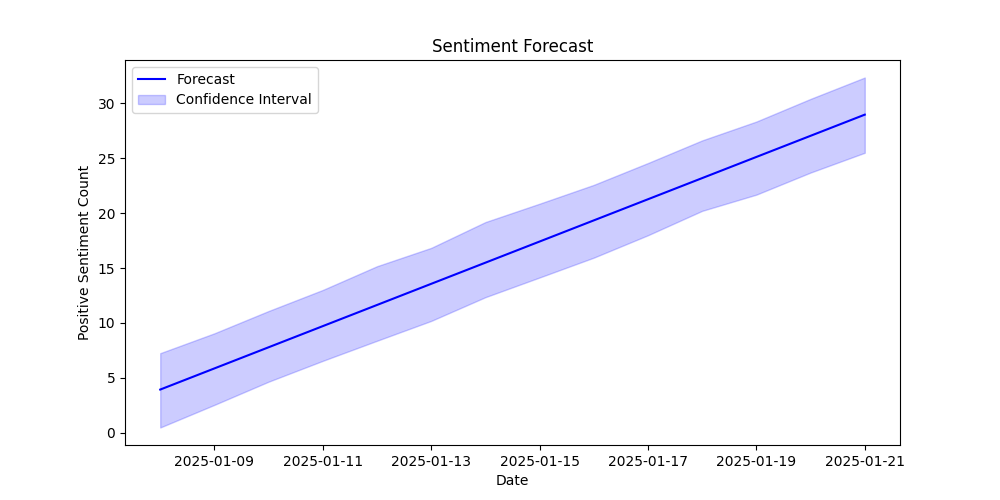 Sentiment Forecast
Forecast
Confidence Interval
Positive Sentiment Count
30
25
20
15
10
5
0
2025-01-09 2025-01-11 2025-01-13 2025-01-15 2025-01-17 2025-01-19 2025-01-21
Date